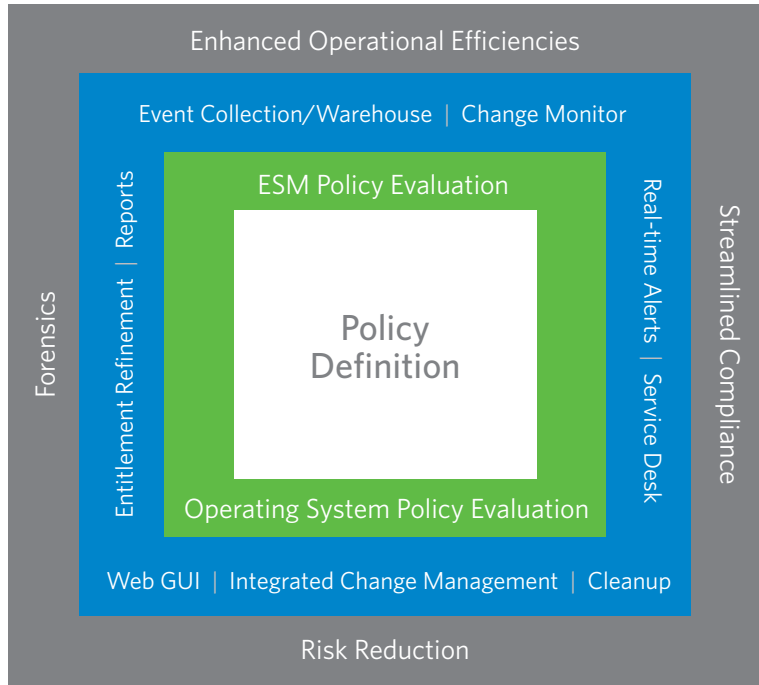 Enhanced Operational Efficiencies
Event Collection/Warehouse | Change Monitor
ESM Policy Evaluation
Forensics
Entitlement Refinement | Reports
Policy
Definition
Real-time Alerts | Service Desk
Streamlined Compliance
Operating System Policy Evaluation
Web GUI | Integrated Change Management | Cleanup
Risk Reduction